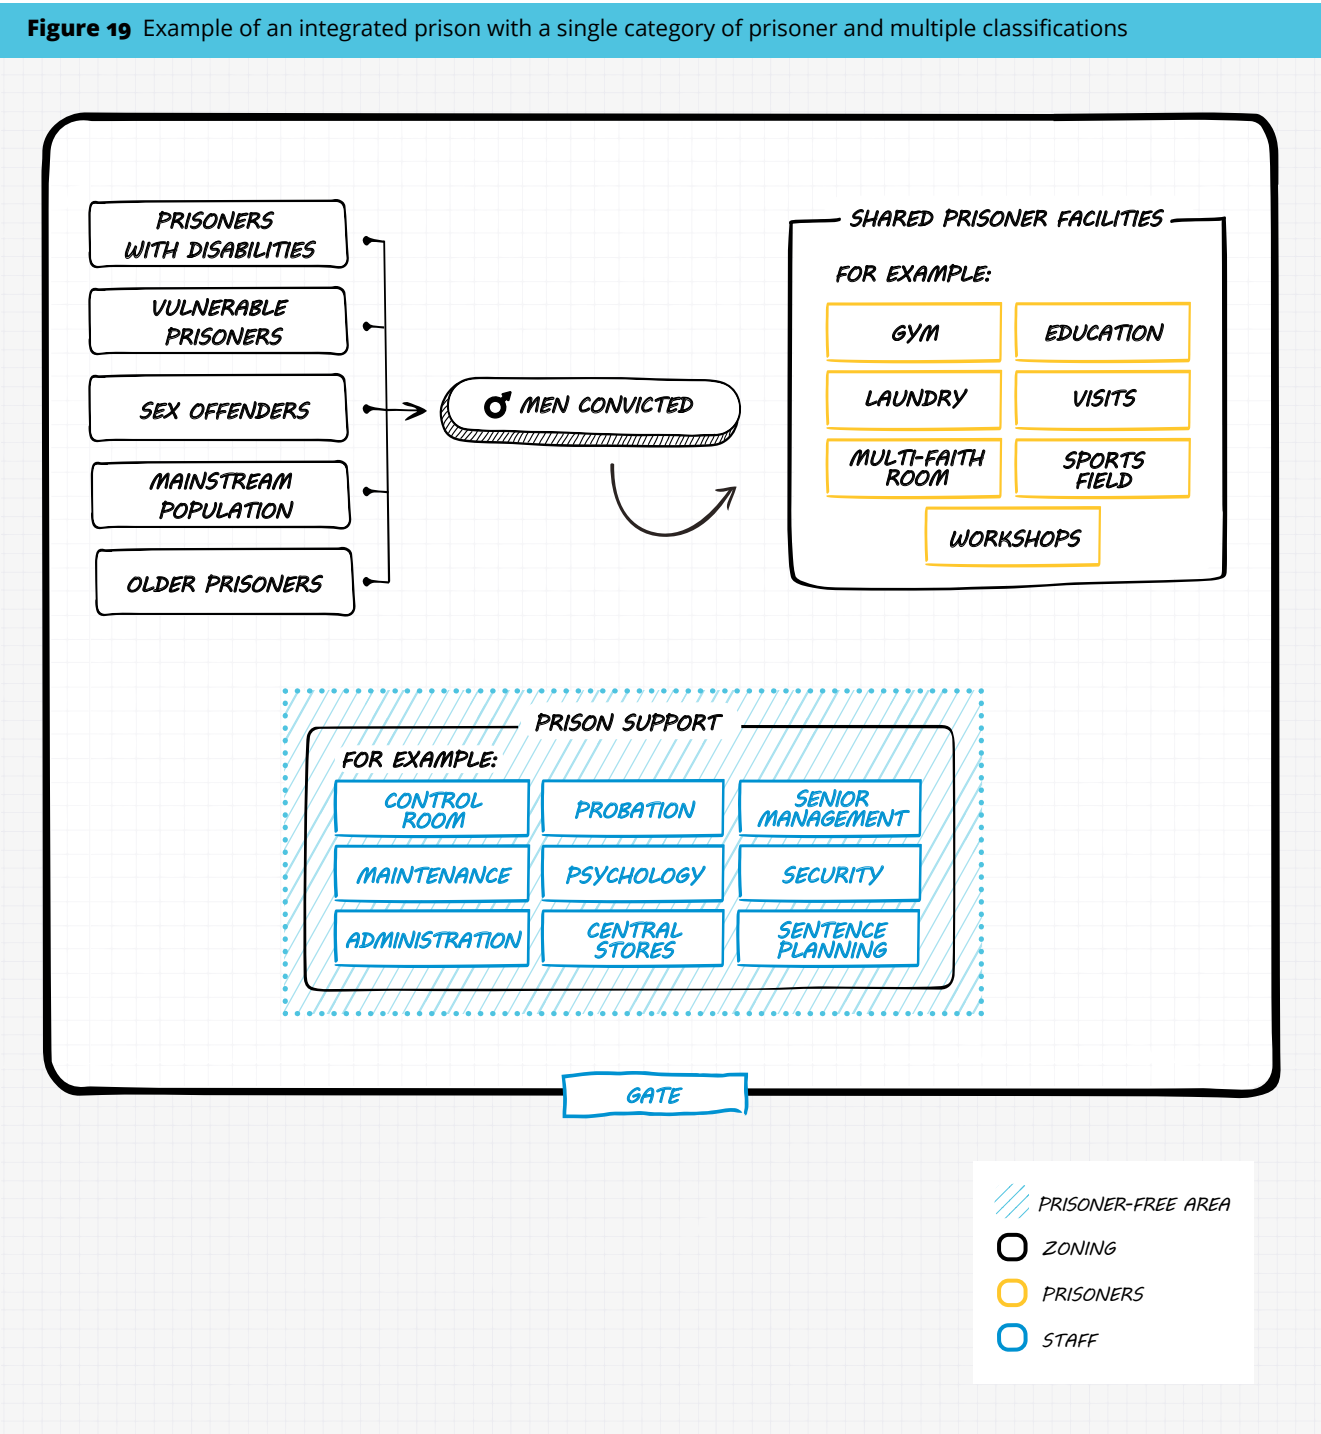 Figure 19 Example of an integrated prison with a single category of prisoner and multiple classifications
PRISONERS
WITH DISABILITIES
VULNERABLE
PRISONERS
SEX OFFENDERS
MAINSTREAM
POPULATION
OLDER PRISONERS
MEN CONVICTED
SHARED PRISONER FACILITIES
FOR EXAMPLE:
GYM
EDUCATION
LAUNDRY
VISITS
MULTI-FAITH
ROOM
SPORTS
FIELD
WORKSHOPS
PRISON SUPPORT
FOR EXAMPLE:
CONTROL
ROOM
PROBATION
SENIOR
MANAGEMENT
MAINTENANCE
PSYCHOLOGY
SECURITY
ADMINISTRATION
CENTRAL
STORES
SENTENCE
PLANNING
GATE
PRISONER-FREE AREA
ZONING
PRISONERS
STAFF